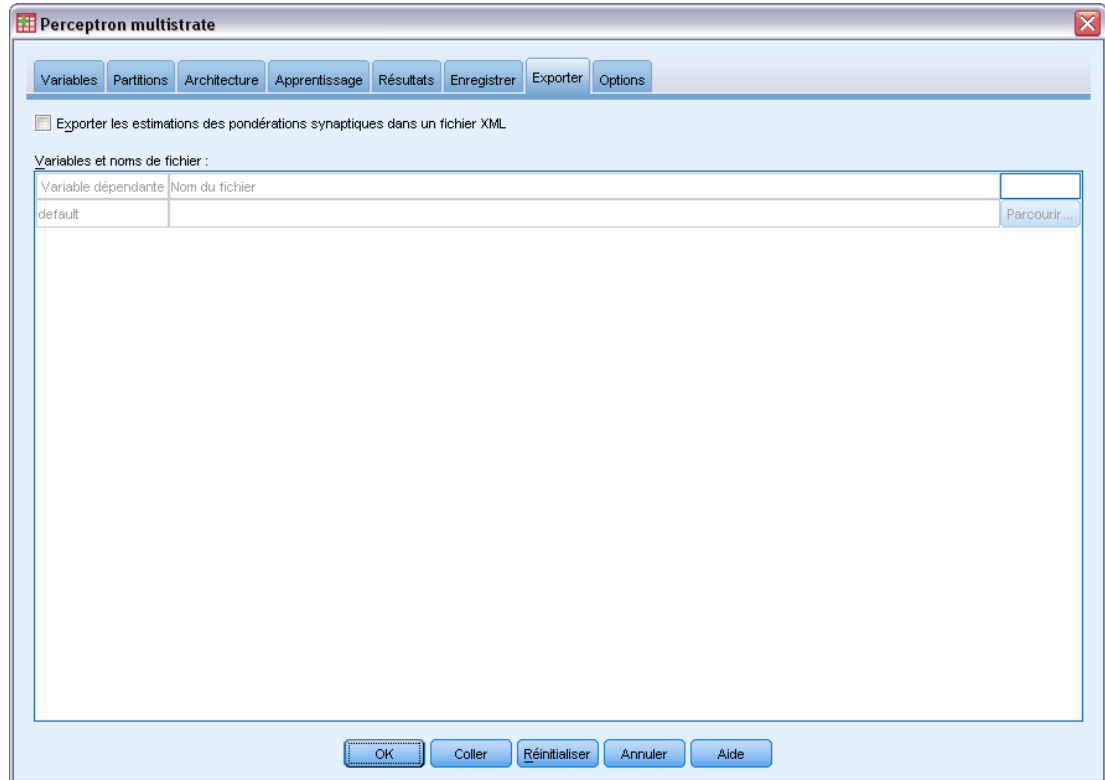 Perceptron multistrate
Variables Partitions Architecture Apprentissage Résultats Enregistrer Exporter Options
Exporter les estimations des pondérations synaptiques dans un fichier XML
Variables et noms de fichier :
Variable dépendante Nom du fichier
default Parcourir...
OK Coller Réinitialiser Annuler Aide